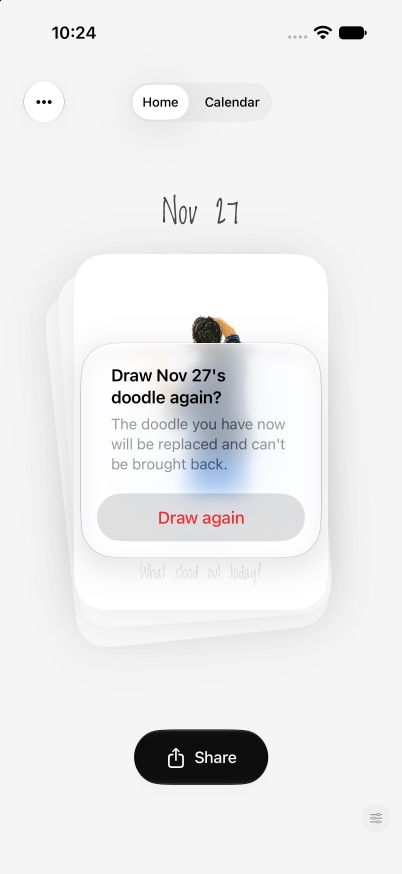 10:24
Home Calendar
Nov 27
Draw Nov 27's
doodle again?
The doodle you have now
will be replaced and can't
be brought back.
Draw again
What stood out today?
Share